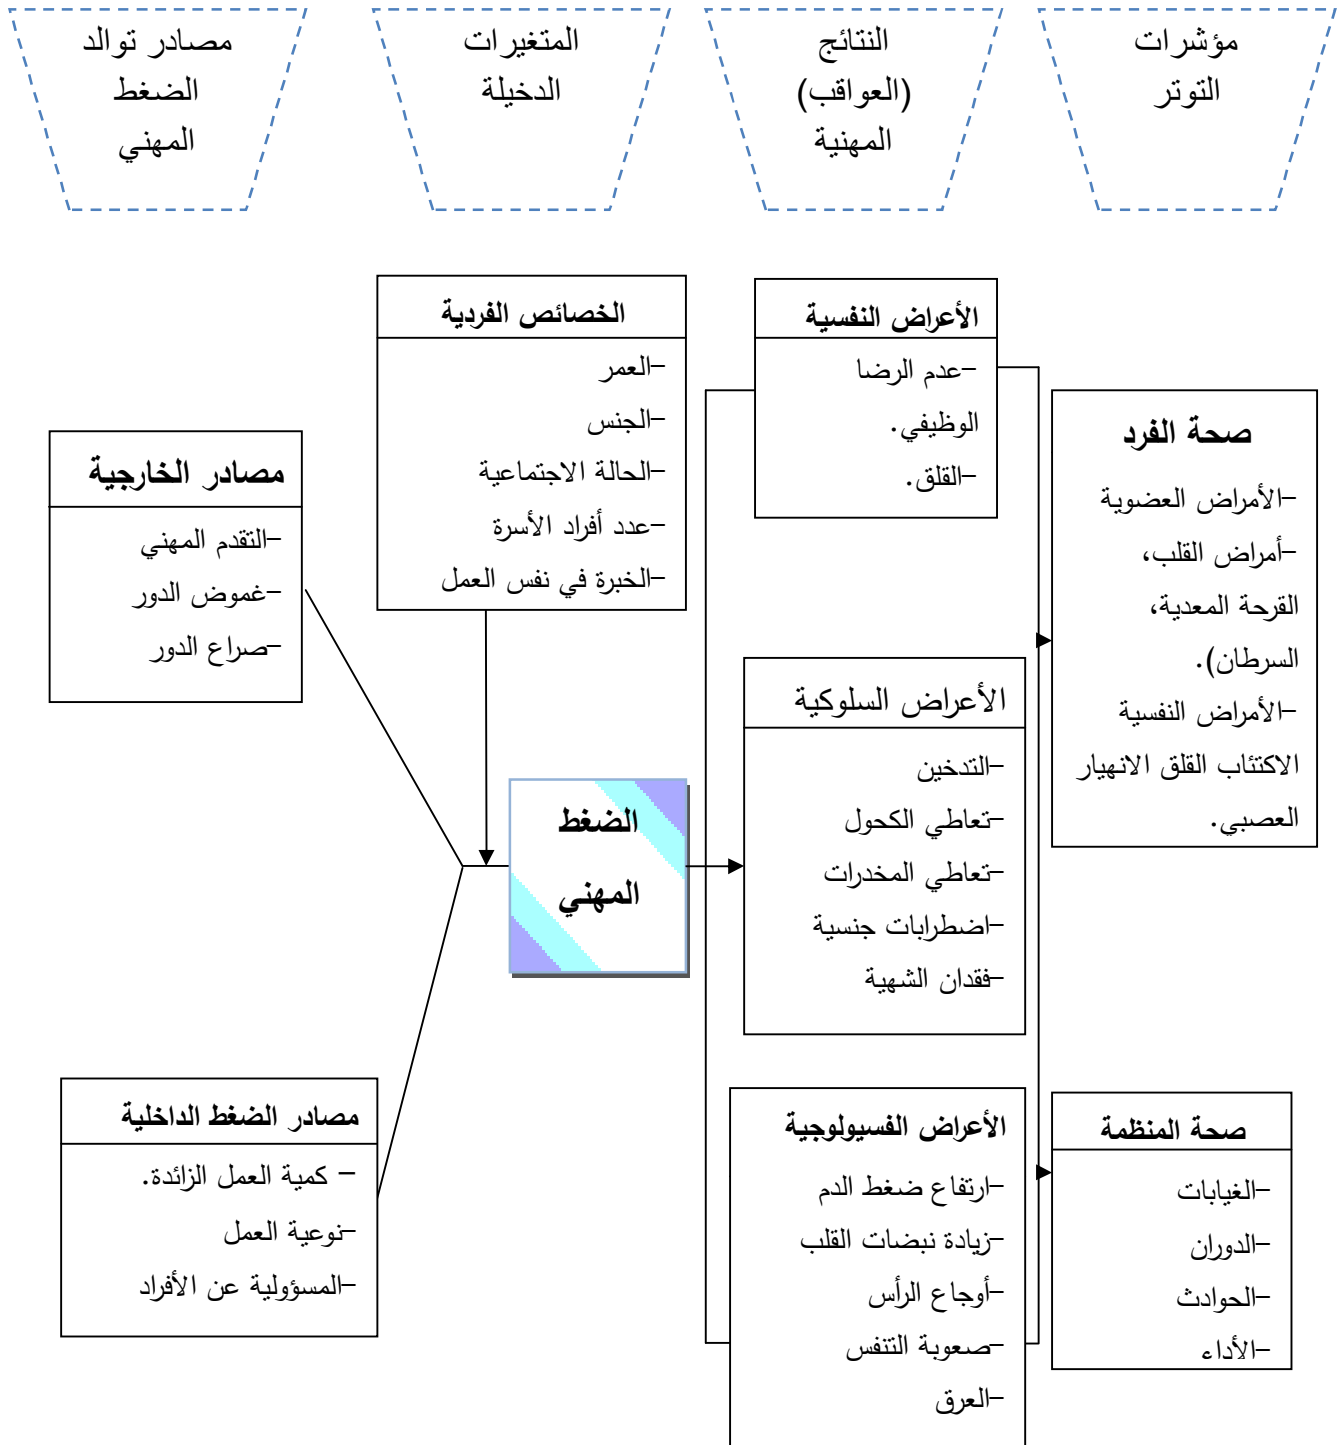 مصادر توالد
الضغط
المهني
المتغيرات
الدخيلة
النتائج
(العواقب)
المهنية
مؤشرات
التوتر
مصادر الخارجية
-التقدم المهني
-غموض الدور
-صراع الدور
مصادر الضغط الداخلية
- كمية العمل الزائدة.
-نوعية العمل
-المسؤولية عن الأفراد
الخصائص الفردية
-العمر
-الجنس
-الحالة الاجتماعية
-عدد أفراد الأسرة
-الخبرة في نفس العمل
الضغط
المهني
الأعراض النفسية
-عدم الرضا
الوظيفي.
-القلق.
الأعراض السلوكية
-التدخين
-تعاطي الكحول
-تعاطي المخدرات
-اضطرابات جنسية
-فقدان الشهية
الأعراض الفسيولوجية
-ارتفاع ضغط الدم
-زيادة نبضات القلب
-أوجاع الرأس
-صعوبة التنفس
-العرق
صحة الفرد
-الأمراض العضوية
-أمراض القلب،
القرحة المعدية،
السرطان).
-الأمراض النفسية
الاكتئاب القلق الانهيار
العصبي.
صحة المنظمة
-الغيابات
-الدوران
-الحوادث
-الأداء